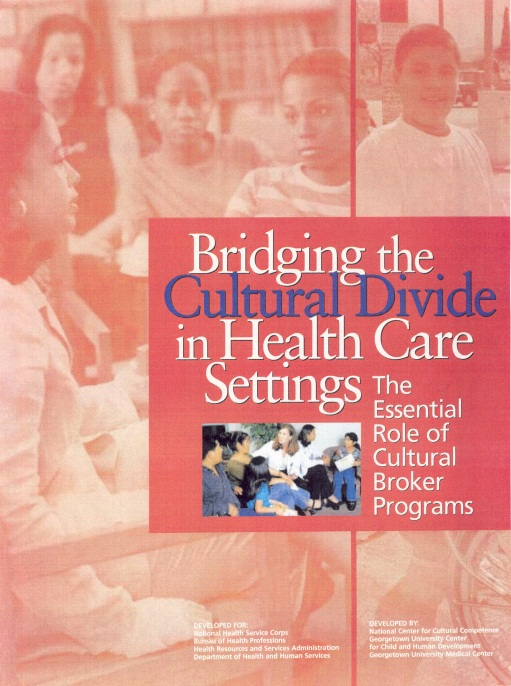 Bridging the
Cultural Divide
in Health Care
Settings
The
Essential
Role of
Cultural
Broker
Programs
DEVELOPED FOR:
National Health Service Corps
Bureau of Health Professions
Health Resources and Services Administration
Department of Health and Human Services
DEVELOPED BY:
National Center for Cultural Competence
Georgetown University Center
for Child and Human Development
Georgetown University Medical Center